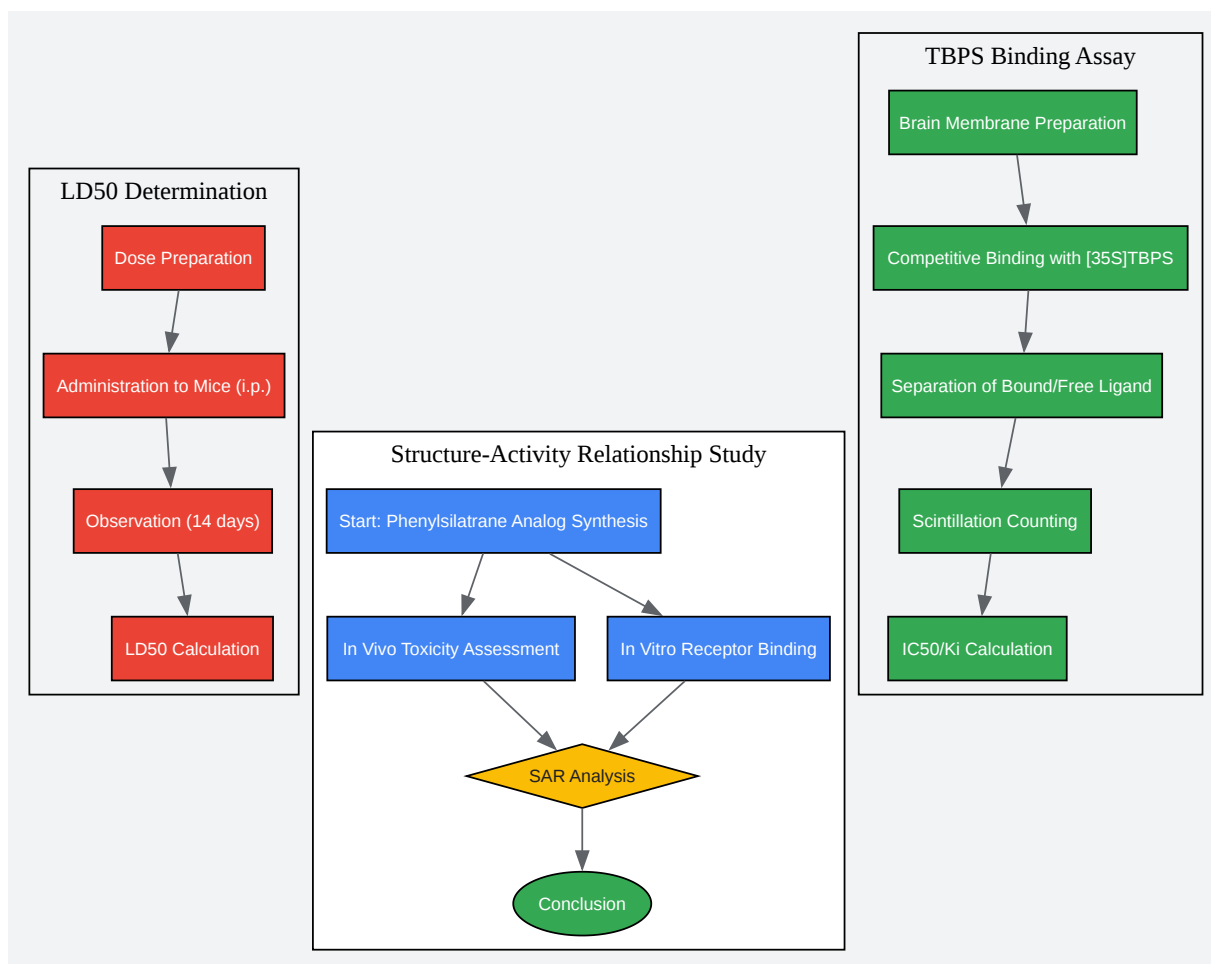 LD50 Determination
Dose Preparation
Administration to Mice (i.p.)
Observation (14 days)
LD50 Calculation
Structure-Activity Relationship Study
Start: Phenylsilatrane Analog Synthesis
In Vivo Toxicity Assessment
In Vitro Receptor Binding
SAR Analysis
Conclusion
TBPS Binding Assay
Brain Membrane Preparation
Competitive Binding with [35S]TBPS
Separation of Bound/Free Ligand
Scintillation Counting
IC50/Ki Calculation